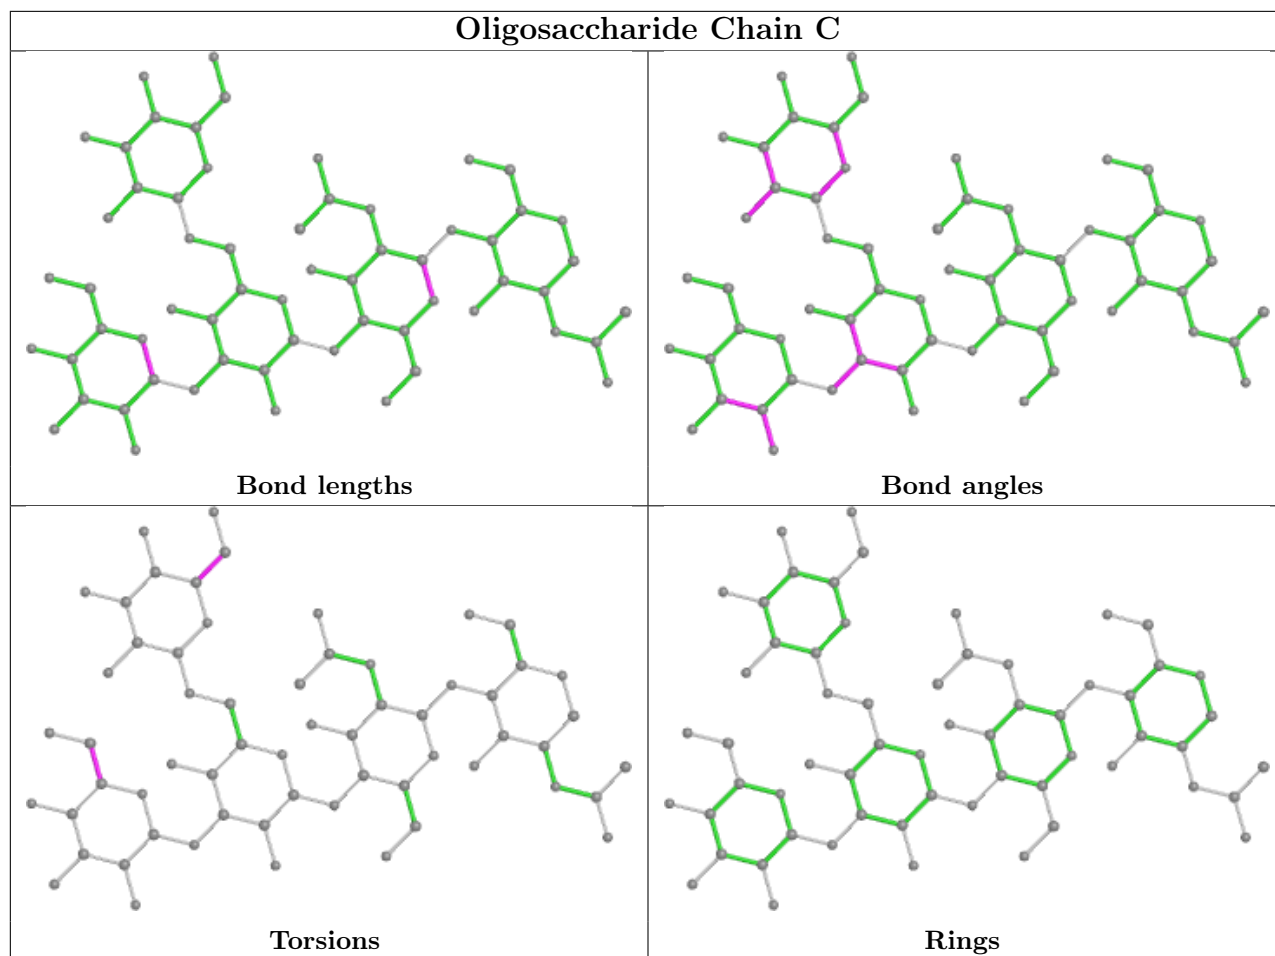 Oligosaccharide Chain C
Bond lengths
Bond angles
Torsions
Rings